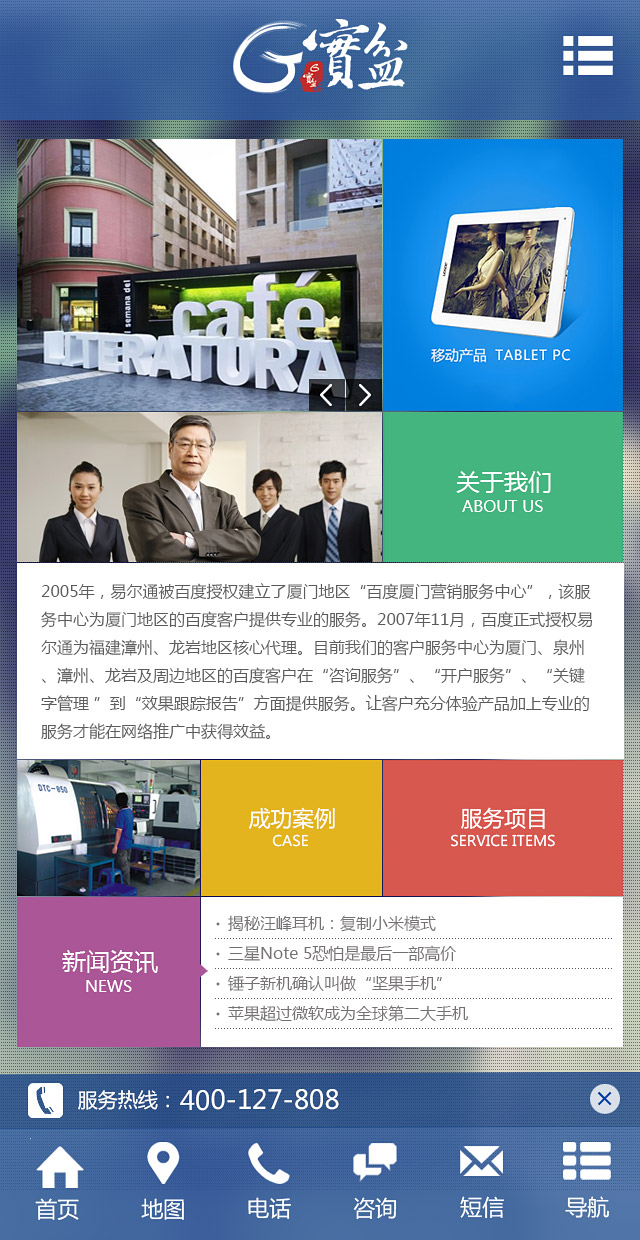 G寶盆
semana del
café
LITERATURA
移动产品 TABLET PC
关于我们
ABOUT US
2005年，易尔通被百度授权建立了厦门地区“百度厦门营销服务中心”，该服
务中心为厦门地区的百度客户提供专业的服务。2007年11月，百度正式授权易
尔通为福建漳州、龙岩地区核心代理。目前我们的客户服务中心为厦门、泉州
、漳州、龙岩及周边地区的百度客户在“咨询服务”、“开户服务”、“关键
字管理 ”到“效果跟踪报告”方面提供服务。让客户充分体验产品加上专业的
服务才能在网络推广中获得效益。
DTC-850
成功案例
CASE
服务项目
SERVICE ITEMS
新闻资讯
NEWS
· 揭秘汪峰耳机：复制小米模式
· 三星Note 5恐怕是最后一部高价
· 锤子新机确认叫做“坚果手机”
· 苹果超过微软成为全球第二大手机
服务热线：400-127-808
首页
地图
电话
咨询
短信
导航